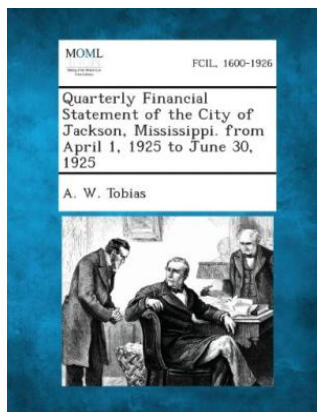 MOML
FCIL, 1600-1926
Quarterly Financial
Statement of the City of
Jackson, Mississippi. from
April 1, 1925 to June 30,
1925
A. W. Tobias